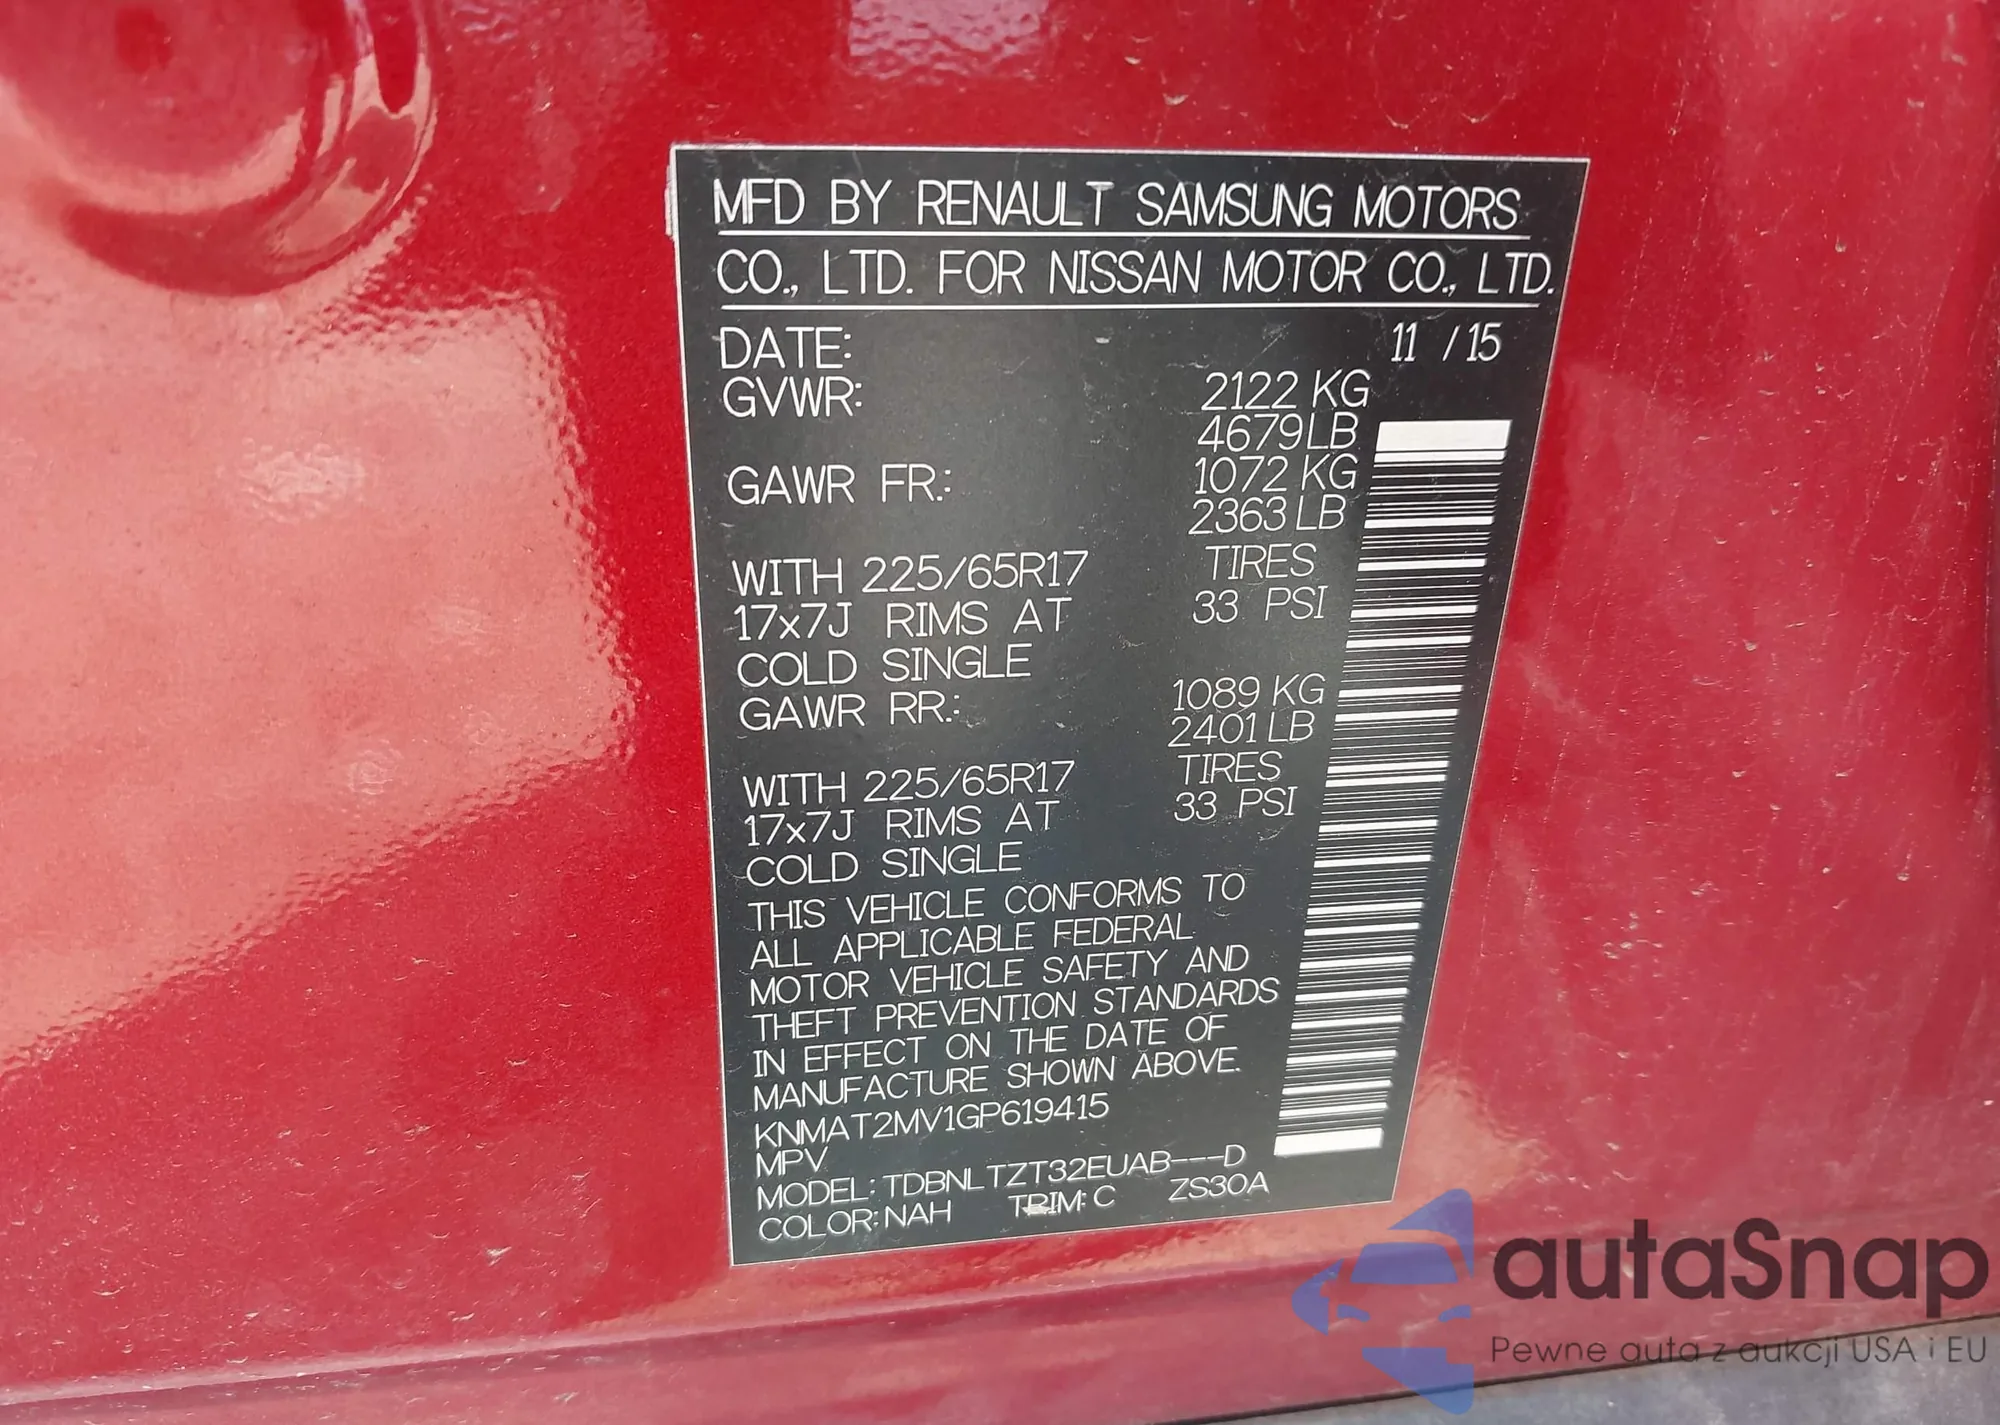 MFD BY RENAULT SAMSUNG MOTORS
CO., LTD. FOR NISSAN MOTOR CO., LTD.
DATE: 11 / 15
GVWR: 2122 KG
4679 LB
GAWR FR.: 1072 KG
2363 LB
WITH 225/65R17 TIRES
17x7J RIMS AT 33 PSI
COLD SINGLE
GAWR RR.: 1089 KG
2401 LB
WITH 225/65R17 TIRES
17x7J RIMS AT 33 PSI
COLD SINGLE
THIS VEHICLE CONFORMS TO
ALL APPLICABLE FEDERAL
MOTOR VEHICLE SAFETY AND
THEFT PREVENTION STANDARDS
IN EFFECT ON THE DATE OF
MANUFACTURE SHOWN ABOVE.
KNMAT2MV1GP619415
MPV
MODEL: TDBNLTZT32EUAB---D
COLOR: NAH TRIM: C ZS30A
autaSnap
Pewne auta z aukcji USA i EU